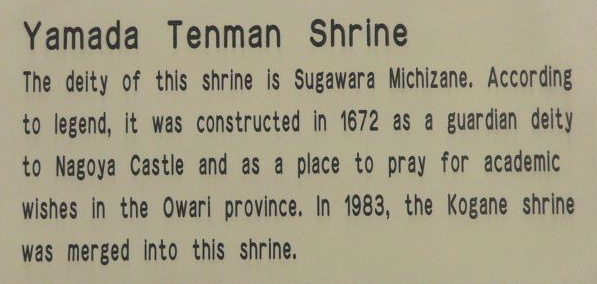 Yamada Tenman Shrine
The deity of this shrine is Sugawara Michizane. According
to legend, it was constructed in 1672 as a guardian deity
to Nagoya Castle and as a place to pray for academic
wishes in the Owari province. In 1983, the Kogane shrine
was merged into this shrine.